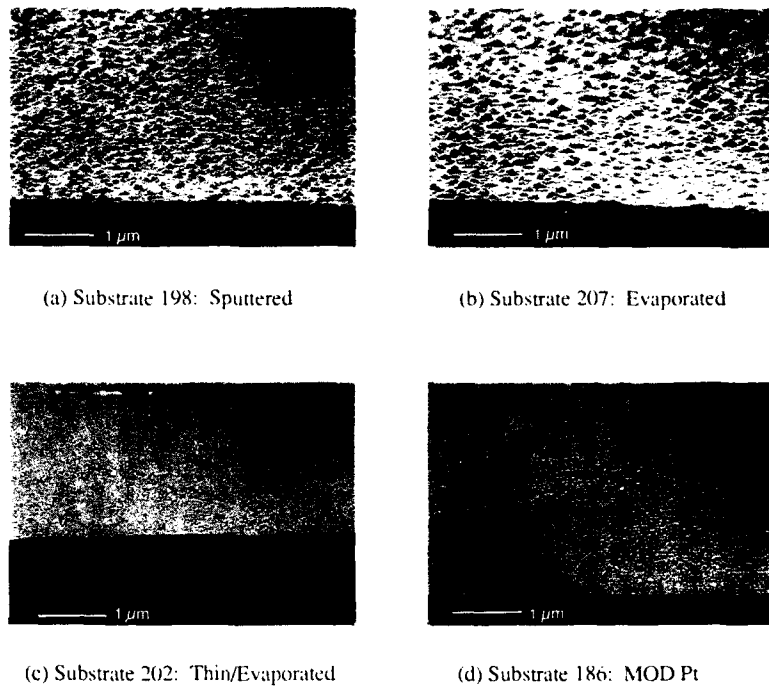 1 μm
1 μm
(a) Substrate 198: Sputtered
(b) Substrate 207: Evaporated
1 μm
1 μm
(c) Substrate 202: Thin/Evaporated
(d) Substrate 186: MOD Pt